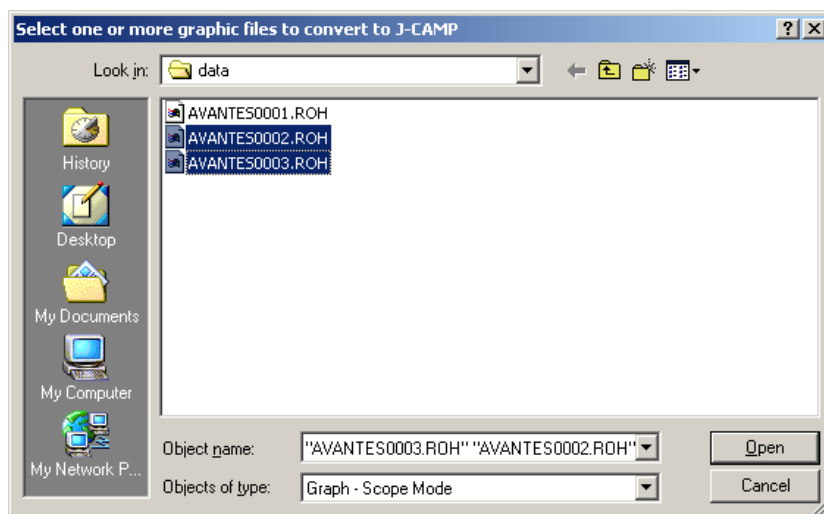 Select one or more graphic files to convert to J-CAMP
Look in: data
AVANTES0001.ROH
AVANTES0002.ROH
AVANTES0003.ROH
History
Desktop
My Documents
My Computer
My Network P...
Object name: "AVANTES0003.ROH" "AVANTES0002.ROH" Open
Objects of type: Graph - Scope Mode Cancel